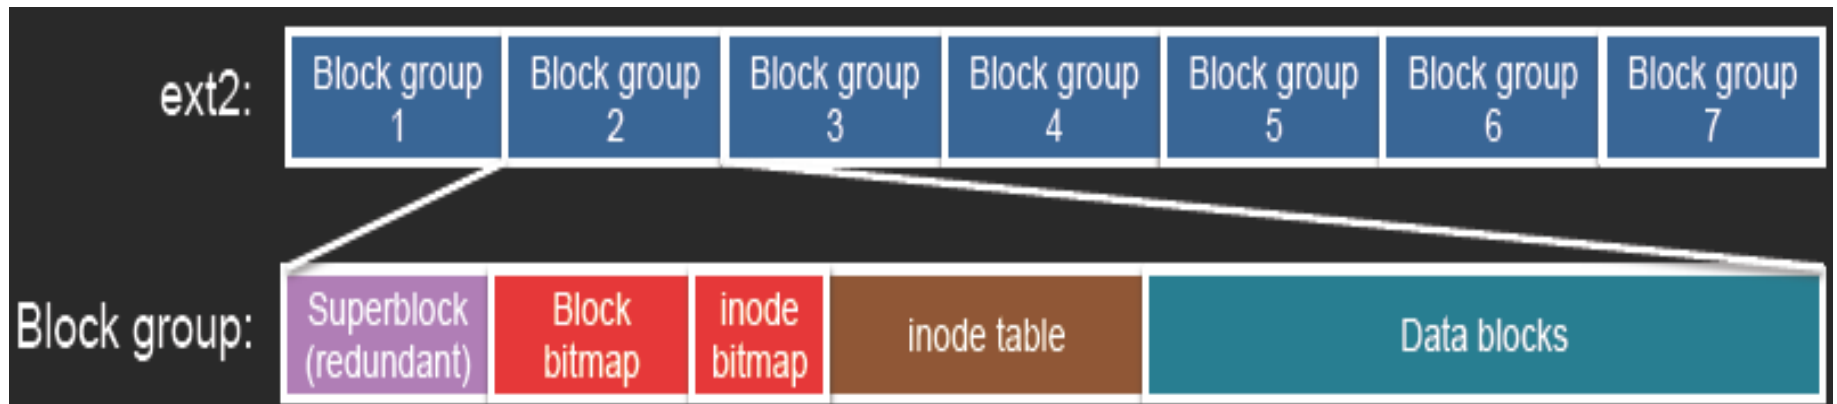 ext2:
Block group
1
Block group
2
Block group
3
Block group
4
Block group
5
Block group
6
Block group
7
Block group:
Superblock
(redundant)
Block
bitmap
inode
bitmap
inode table
Data blocks